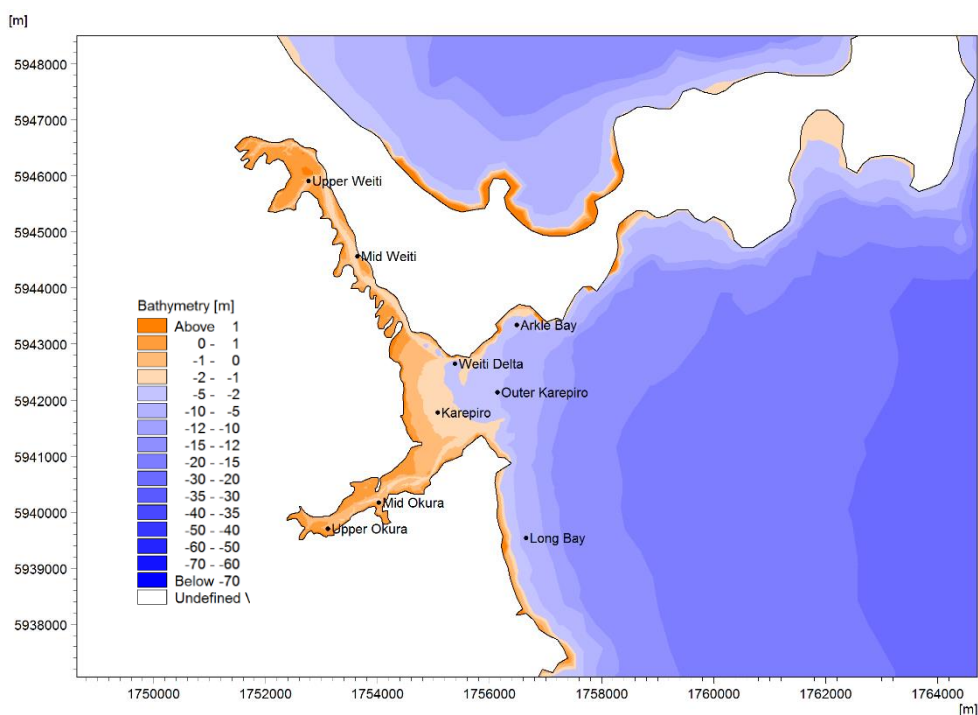 [m]
5948000
5947000
5946000
Upper Weiti
5945000
Mid Weiti
5944000
Bathymetry [m]
Above 1
0 - 1
-1 - 0
-2 - -1
-5 - -2
-10 - -5
-12 - -10
-15 - -12
-20 - -15
-30 - -20
-35 - -30
-40 - -35
-50 - -40
-60 - -50
-70 - -60
Below -70
Undefined \
Arkle Bay
5943000
Weiti Delta
Outer Karepiro
5942000
Karepiro
5941000
Mid Okura
5940000
Upper Okura
Long Bay
5939000
5938000
1750000 1752000 1754000 1756000 1758000 1760000 1762000 1764000
[m]